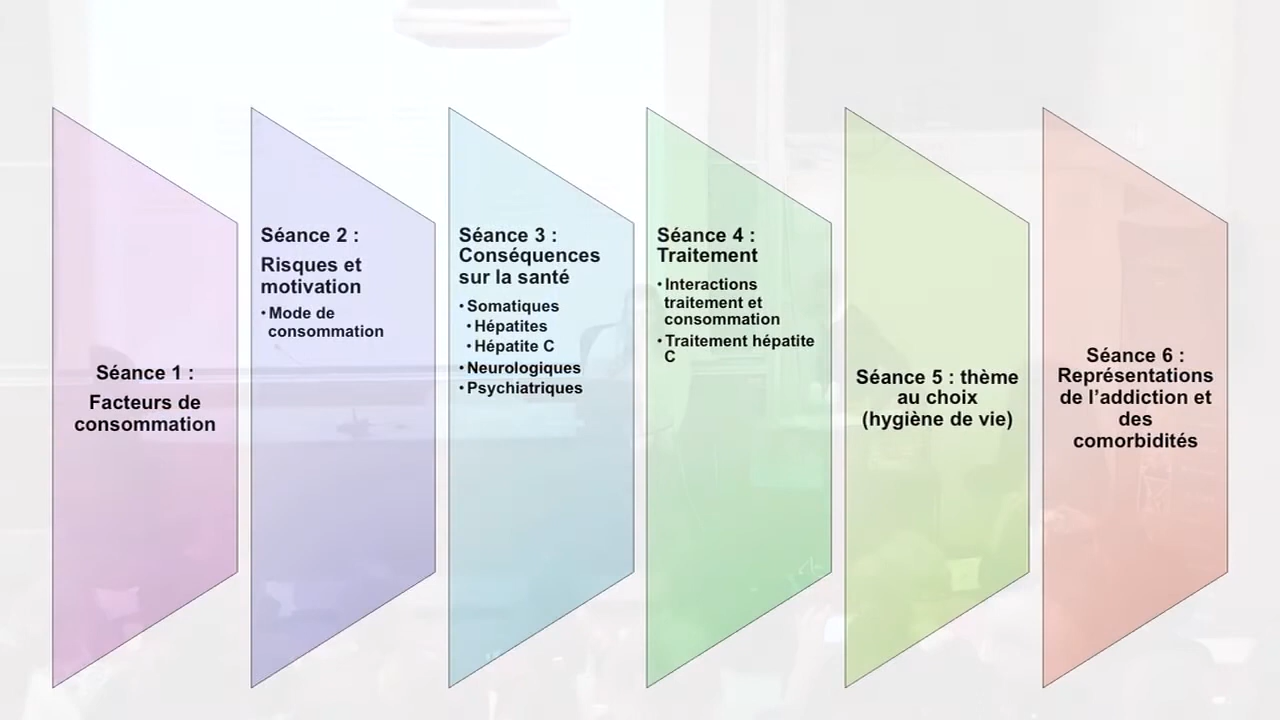 Séance 1 :
Facteurs de
consommation
Séance 2 :
Risques et
motivation
• Mode de
consommation
Séance 3 :
Conséquences
sur la santé
• Somatiques
• Hépatites
• Hépatite C
• Neurologiques
• Psychiatriques
Séance 4 :
Traitement
• Interactions
traitement et
consommation
• Traitement hépatite
C
Séance 5 : thème
au choix
(hygiène de vie)
Séance 6 :
Représentations
de l’addiction et
des
comorbidités